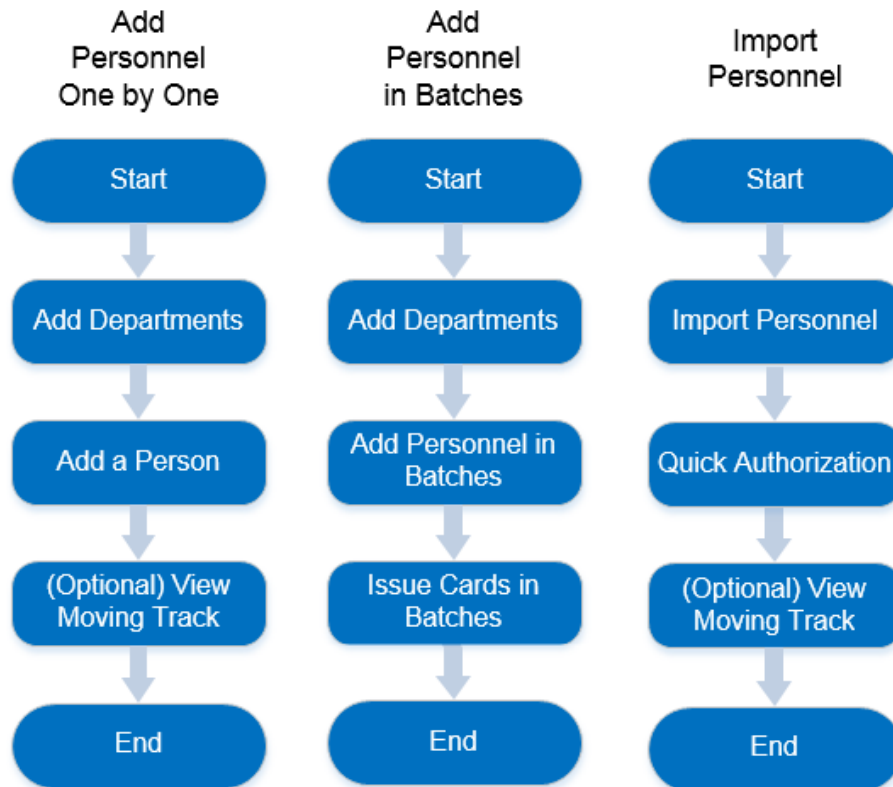 Add
Personnel
One by One
Start
Add Departments
Add a Person
(Optional) View
Moving Track
End
Add
Personnel
in Batches
Start
Add Departments
Add Personnel in
Batches
Issue Cards in
Batches
End
Import
Personnel
Start
Import Personnel
Quick Authorization
(Optional) View
Moving Track
End